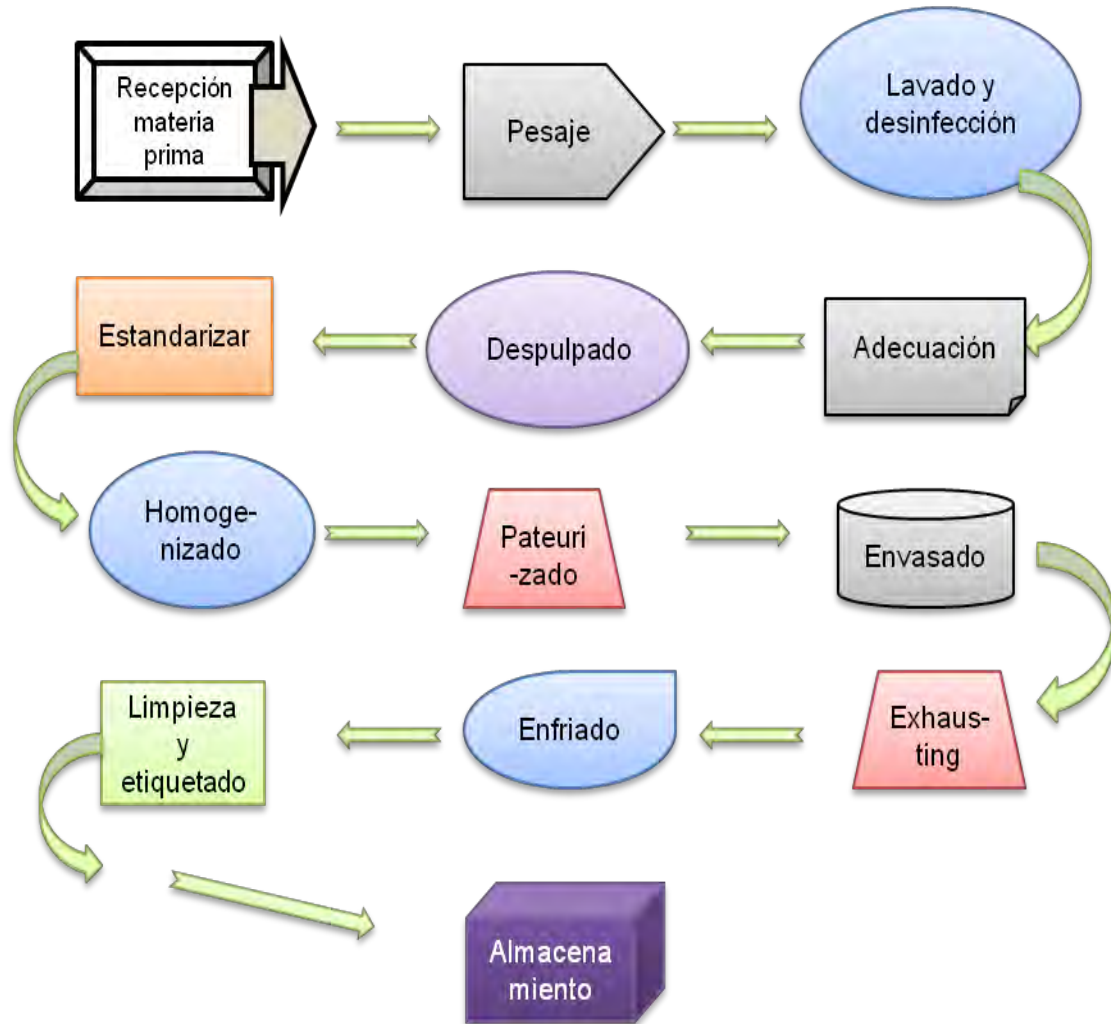 Recepción
materia
prima
Pesaje
Lavado y
desinfección
Adecuación
Despulpado
Estandarizar
Homoge-
nizado
Pateuri
-zado
Envasado
Exhaus-
ting
Enfriado
Limpieza
y
etiquetado
Almacena
miento